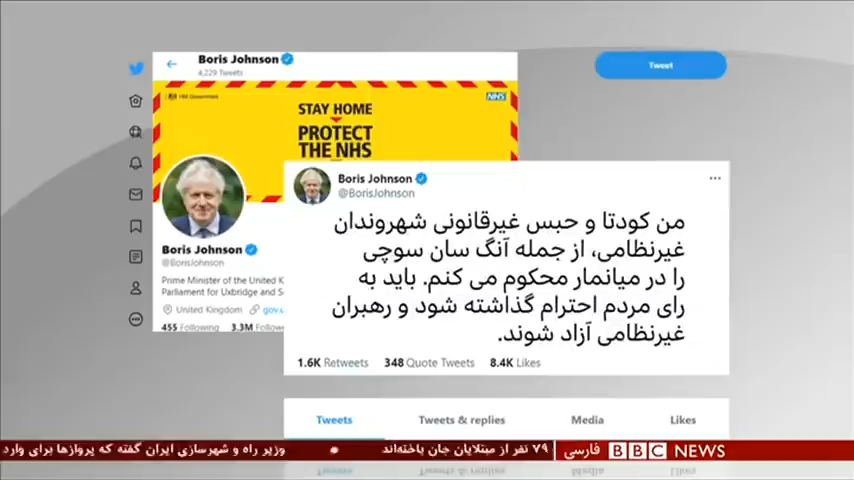 Boris Johnson
4,229 Tweets
Tweet
HM Government
NHS
STAY HOME
PROTECT
THE NHS
Boris Johnson
@BorisJohnson
Prime Minister of the United K
Parliament for Uxbridge and S
United Kingdom
gov.u
455 Following 3.3M Followe
Boris Johnson
@BorisJohnson
من کودتا و حبس غیرقانونی شهروندان
غیرنظامی، از جمله آنگ سان سوچی
را در میانمار محکوم می کنم. باید به
رای مردم احترام گذاشته شود و رهبران
غیرنظامی آزاد شوند.
1.6K Retweets 348 Quote Tweets 8.4K Likes
Tweets Tweets & replies Media Likes
BBC NEWS فارسی
۷۹ نفر از مبتلایان جان باخته‌اند
وزیر راه و شهرسازی ایران گفته که پروازها برای وارد